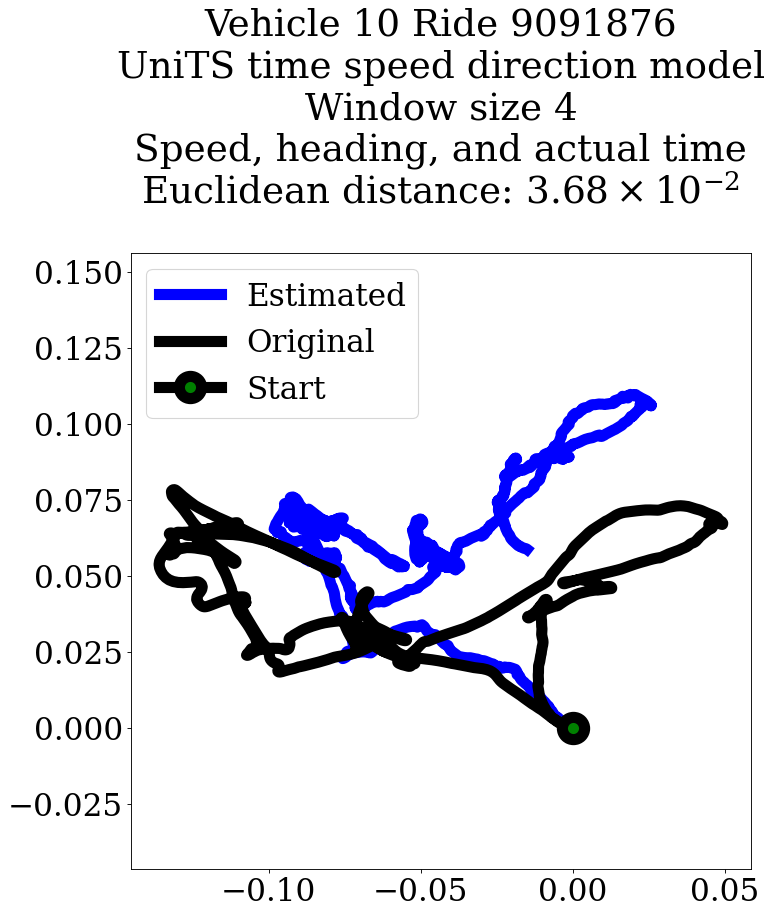 Vehicle 10 Ride 9091876
UniTS time speed direction model
Window size 4
Speed, heading, and actual time
Euclidean distance: 3.68 × 10⁻²
Estimated
Original
Start
0.150
0.125
0.100
0.075
0.050
0.025
0.000
−0.025
−0.10 −0.05 0.00 0.05